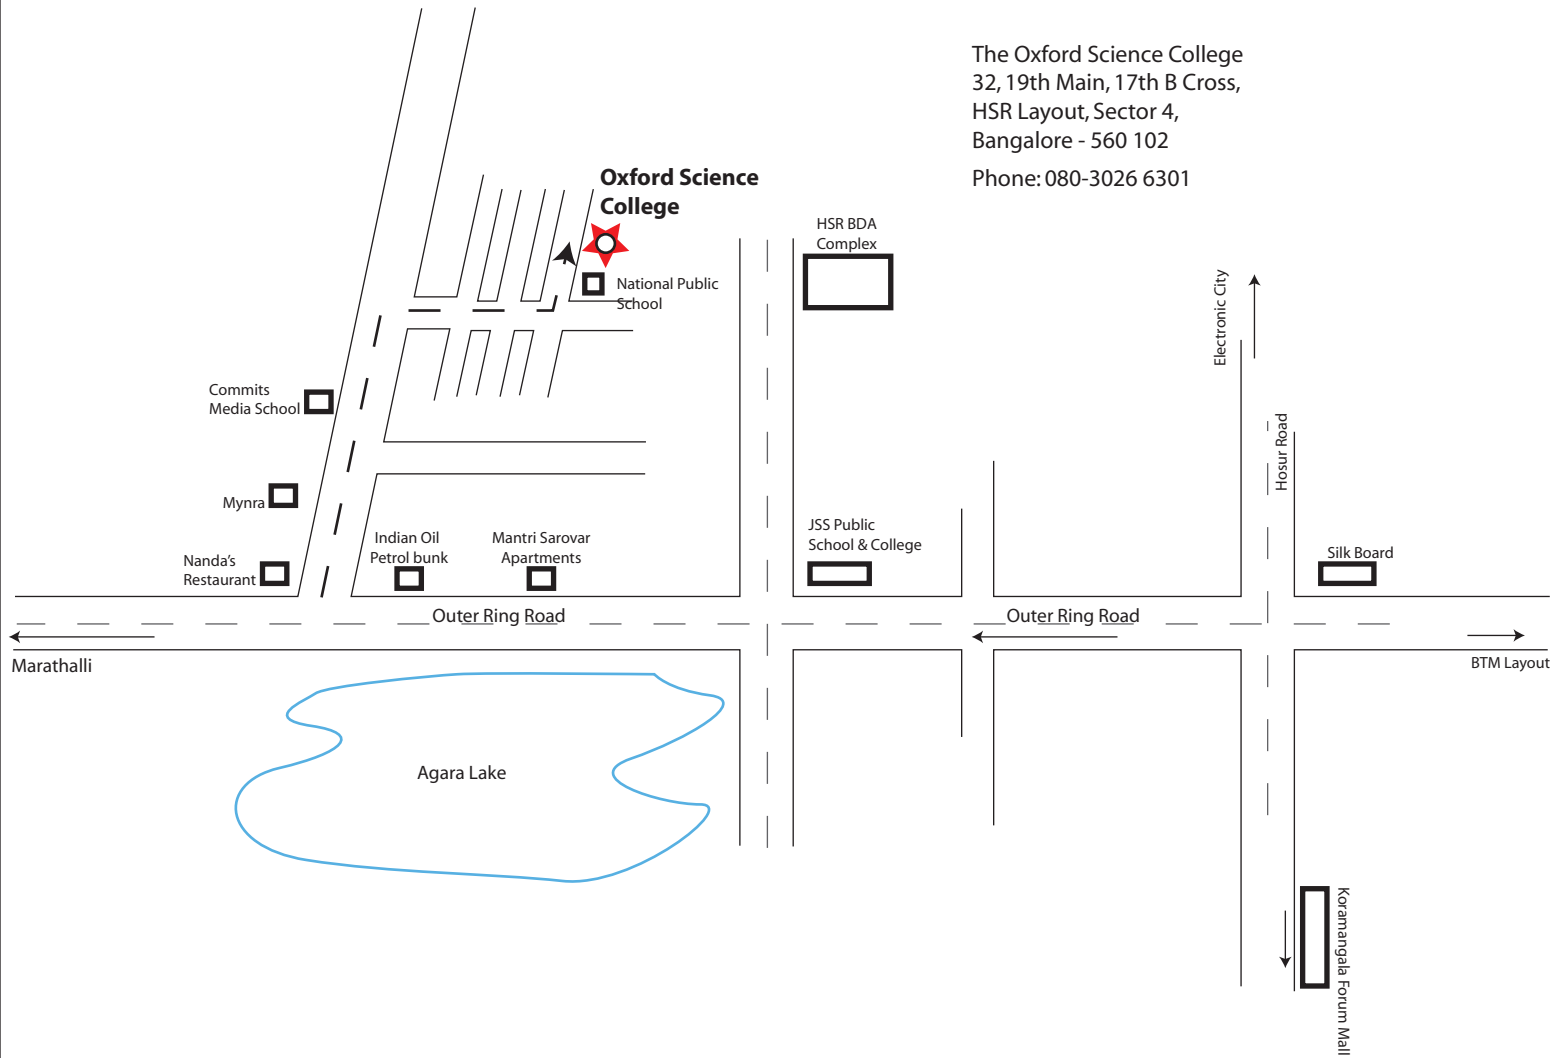 The Oxford Science College
32, 19th Main, 17th B Cross,
HSR Layout, Sector 4,
Bangalore - 560 102
Phone: 080-3026 6301
Oxford Science
College
HSR BDA
Complex
National Public
School
Electronic City
Commits
Media School
Hosur Road
Mynra
Indian Oil
Petrol bunk
Mantri Sarovar
Apartments
JSS Public
School & College
Silk Board
Nanda's
Restaurant
Outer Ring Road
Outer Ring Road
Marathalli
BTM Layout
Agara Lake
Koramangala Forum Mall